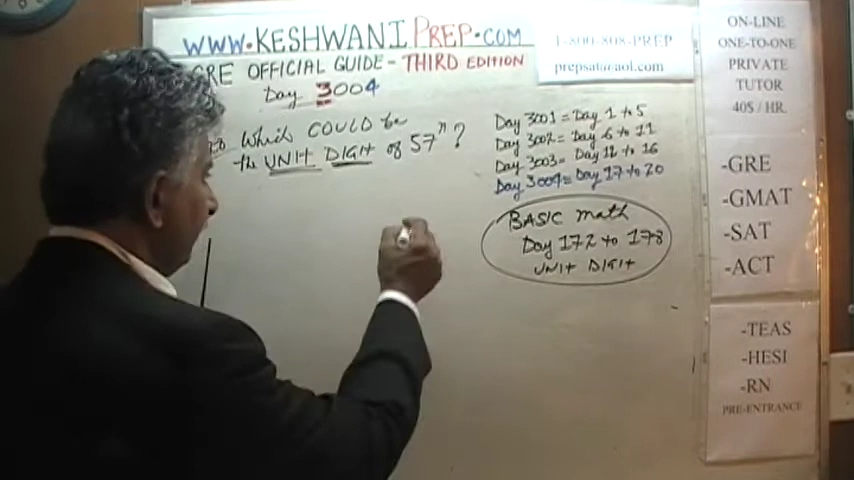 WWW.KESHWANIPREP.COM
GRE OFFICIAL GUIDE - THIRD EDITION
Day 3004
Which COULD be
the UNIT DIGIT of 57ⁿ ?
1-800-808-PREP
prepsat@aol.com
Day 3001 = Day 1 to 5
Day 3002 = Day 6 to 11
Day 3003 = Day 12 to 16
Day 3004 = Day 17 to 20
BASIC math
Day 172 to 178
UNIT DIGIT
ON-LINE
ONE-TO-ONE
PRIVATE
TUTOR
40$ / HR.
-GRE
-GMAT
-SAT
-ACT
-TEAS
-HESI
-RN
PRE-ENTRANCE